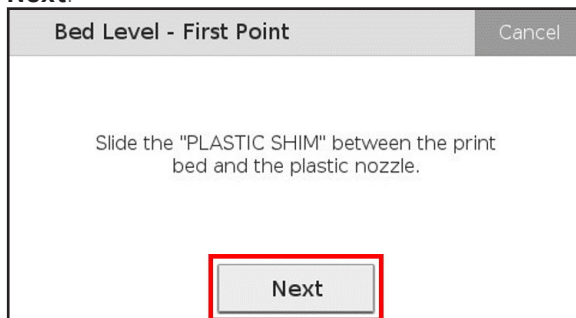 Next.
Bed Level - First Point
Cancel
Slide the "PLASTIC SHIM" between the print
bed and the plastic nozzle.
Next